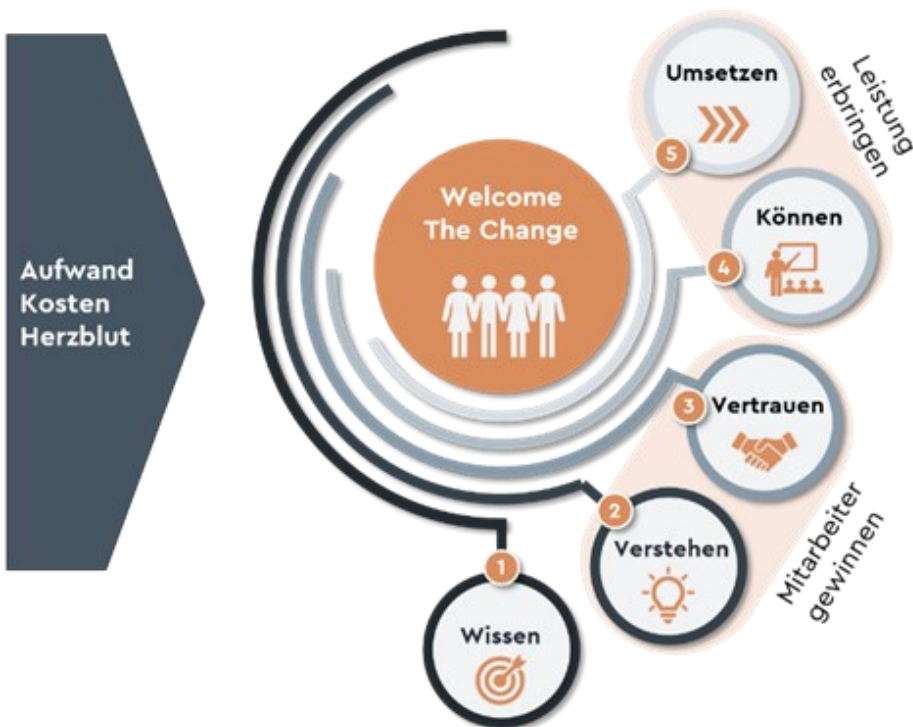 Aufwand
Kosten
Herzblut
Welcome
The Change
1
Wissen
2
Verstehen
3
Vertrauen
4
Können
5
Umsetzen
Mitarbeiter
gewinnen
Leistung
erbringen